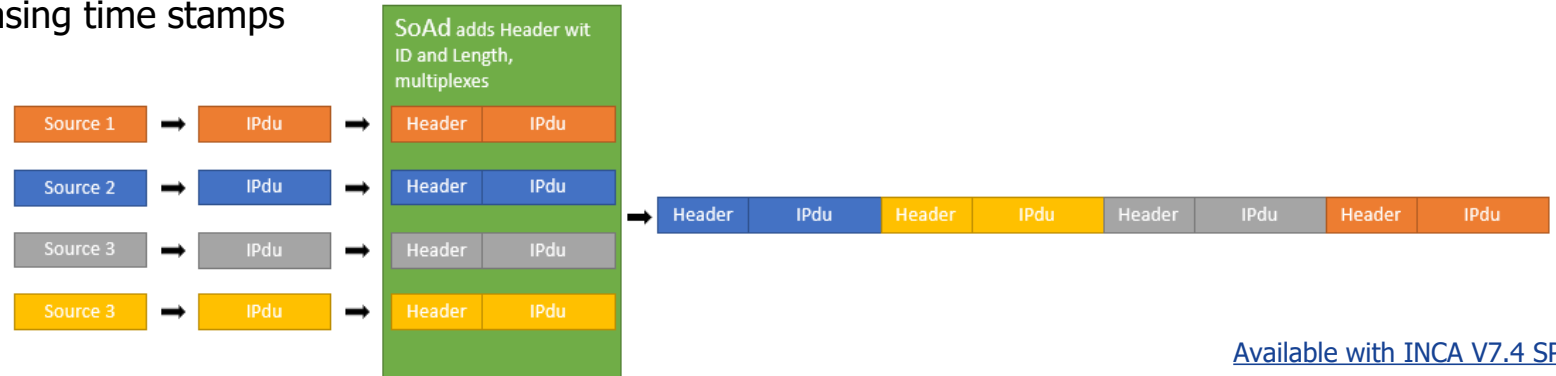 asing time stamps
SoAd adds Header wit
ID and Length,
multiplexes
Source 1 IPdu Header IPdu
Source 2 IPdu Header IPdu
Header IPdu Header IPdu Header IPdu Header IPdu
Source 3 IPdu Header IPdu
Source 3 IPdu Header IPdu
Available with INCA V7.4 SP